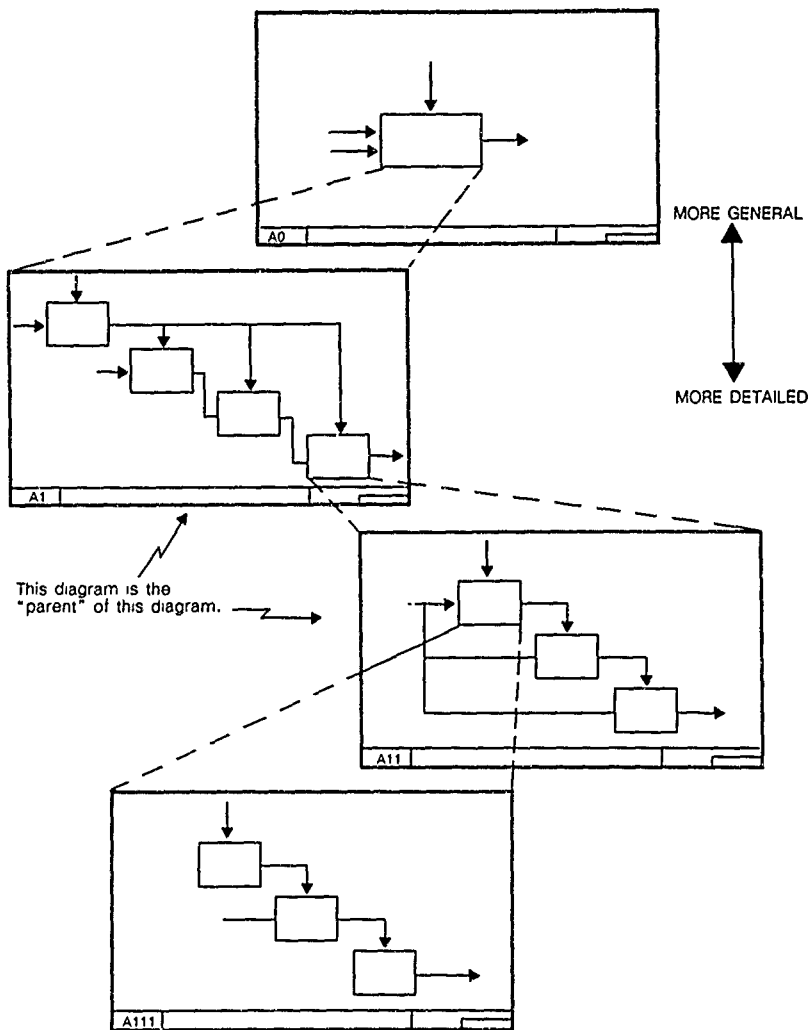 A0
MORE GENERAL
MORE DETAILED
A1
This diagram is the
"parent" of this diagram.
A11
A111